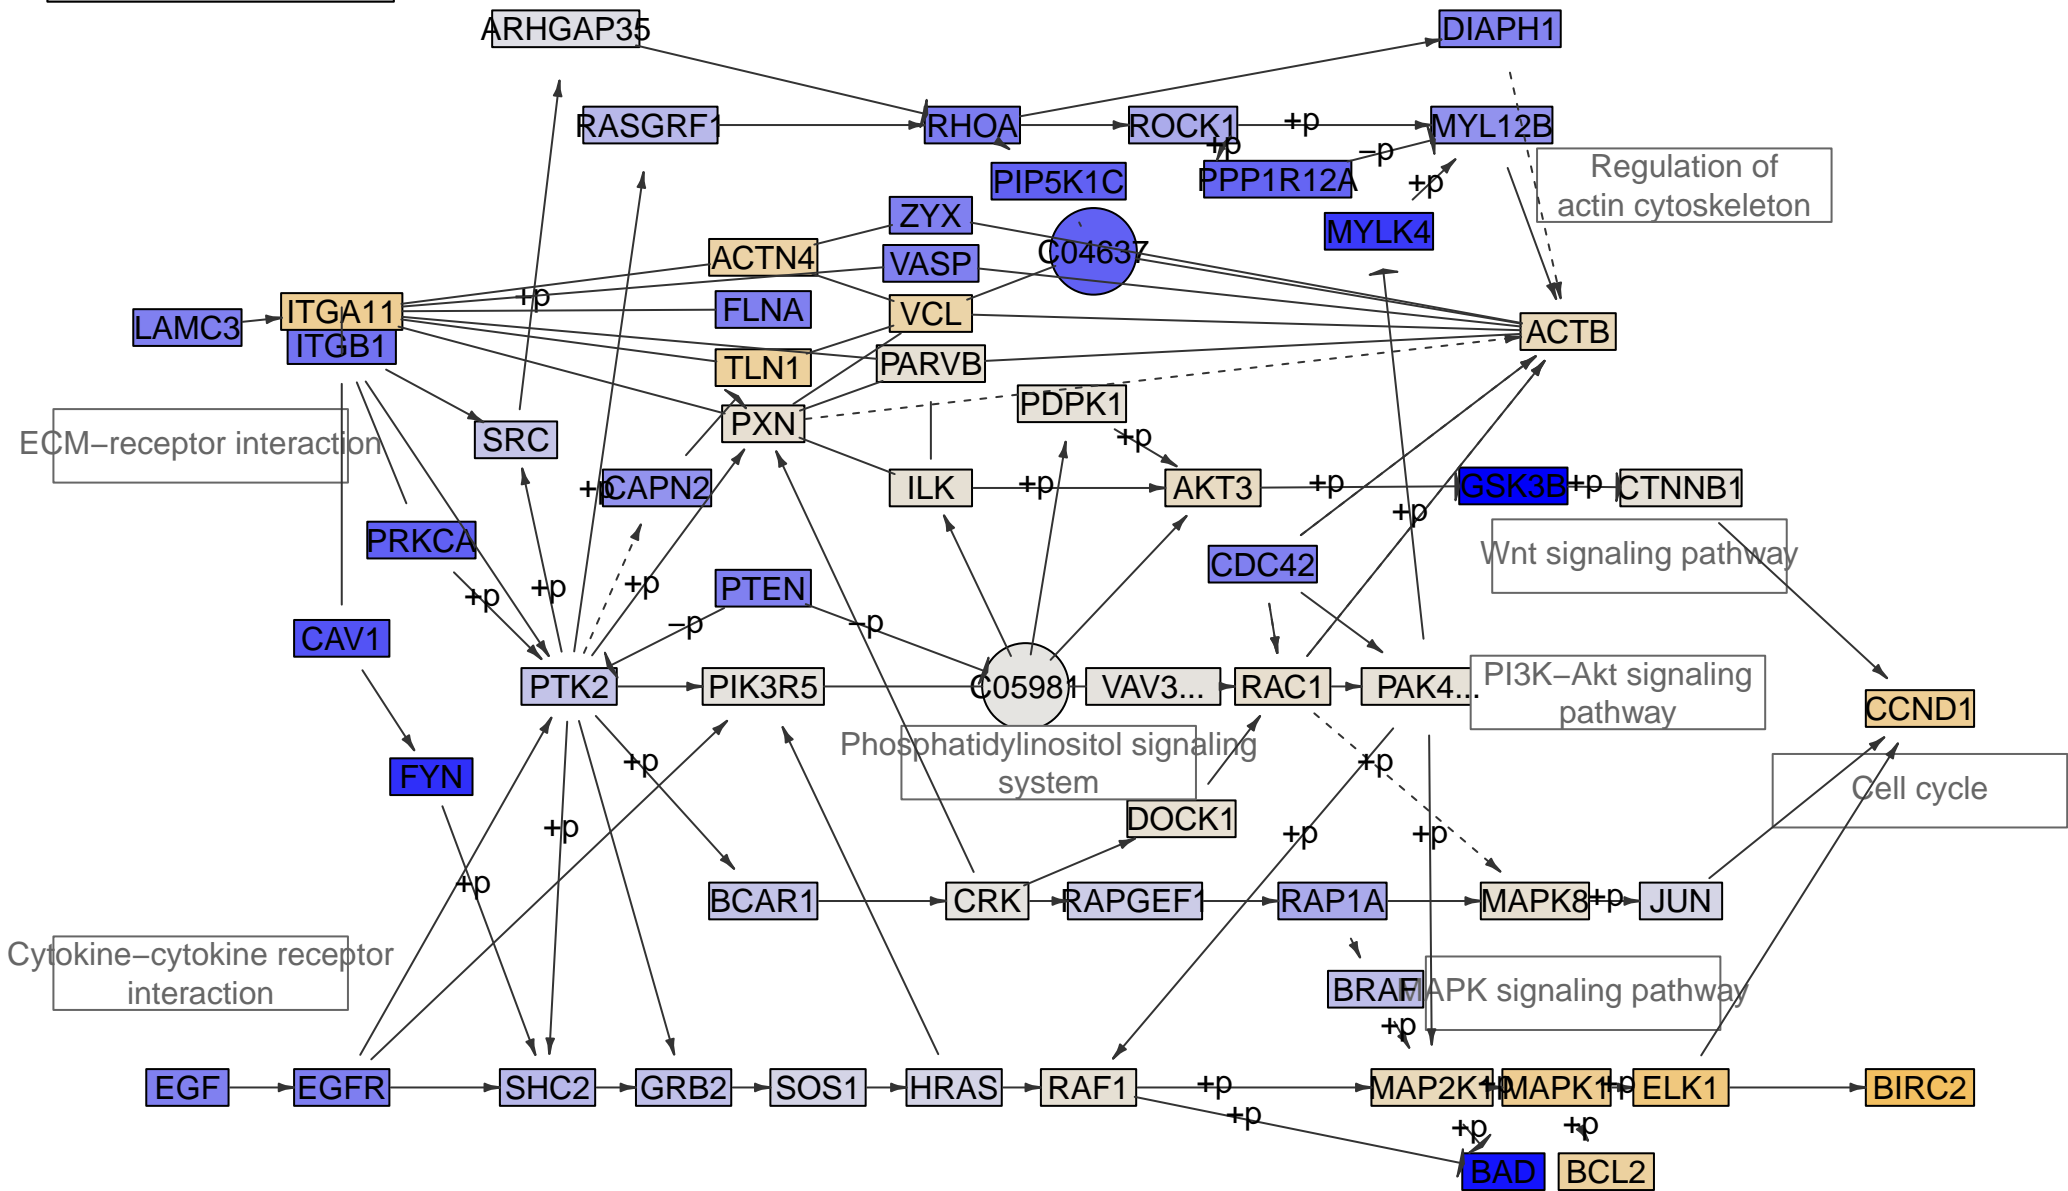 ARHGAP35
DIAPH1
RASGRF1
RHOA
ROCK1
+p
MYL12B
+p
−p
Regulation of
actin cytoskeleton
PIP5K1C
PPP1R12A
+p
ZYX
MYLK4
ACTN4
VASP
C04637
+p
ITGA11
FLNA
VCL
LAMC3
ITGB1
ACTB
TLN1
PARVB
PDPK1
PXN
ECM−receptor interaction
SRC
+p
+p
CAPN2
ILK
+p
AKT3
+p
GSK3B
+p
CTNNB1
+p
PRKCA
Wnt signaling pathway
CDC42
+p
+p
+p
PTEN
−p
−p
CAV1
PTK2
PIK3R5
C05981
VAV3...
RAC1
PAK4...
PI3K−Akt signaling
pathway
CCND1
Phosphatidylinositol signaling
system
+p
+p
FYN
Cell cycle
DOCK1
+p
+p
+p
+p
BCAR1
CRK
RAPGEF1
RAP1A
MAPK8
+p
JUN
Cytokine−cytokine receptor
interaction
BRAF
MAPK signaling pathway
+p
EGF
EGFR
SHC2
GRB2
SOS1
HRAS
RAF1
+p
MAP2K1
+p
MAPK1
+p
ELK1
BIRC2
+p
+p
+p
BAD
BCL2